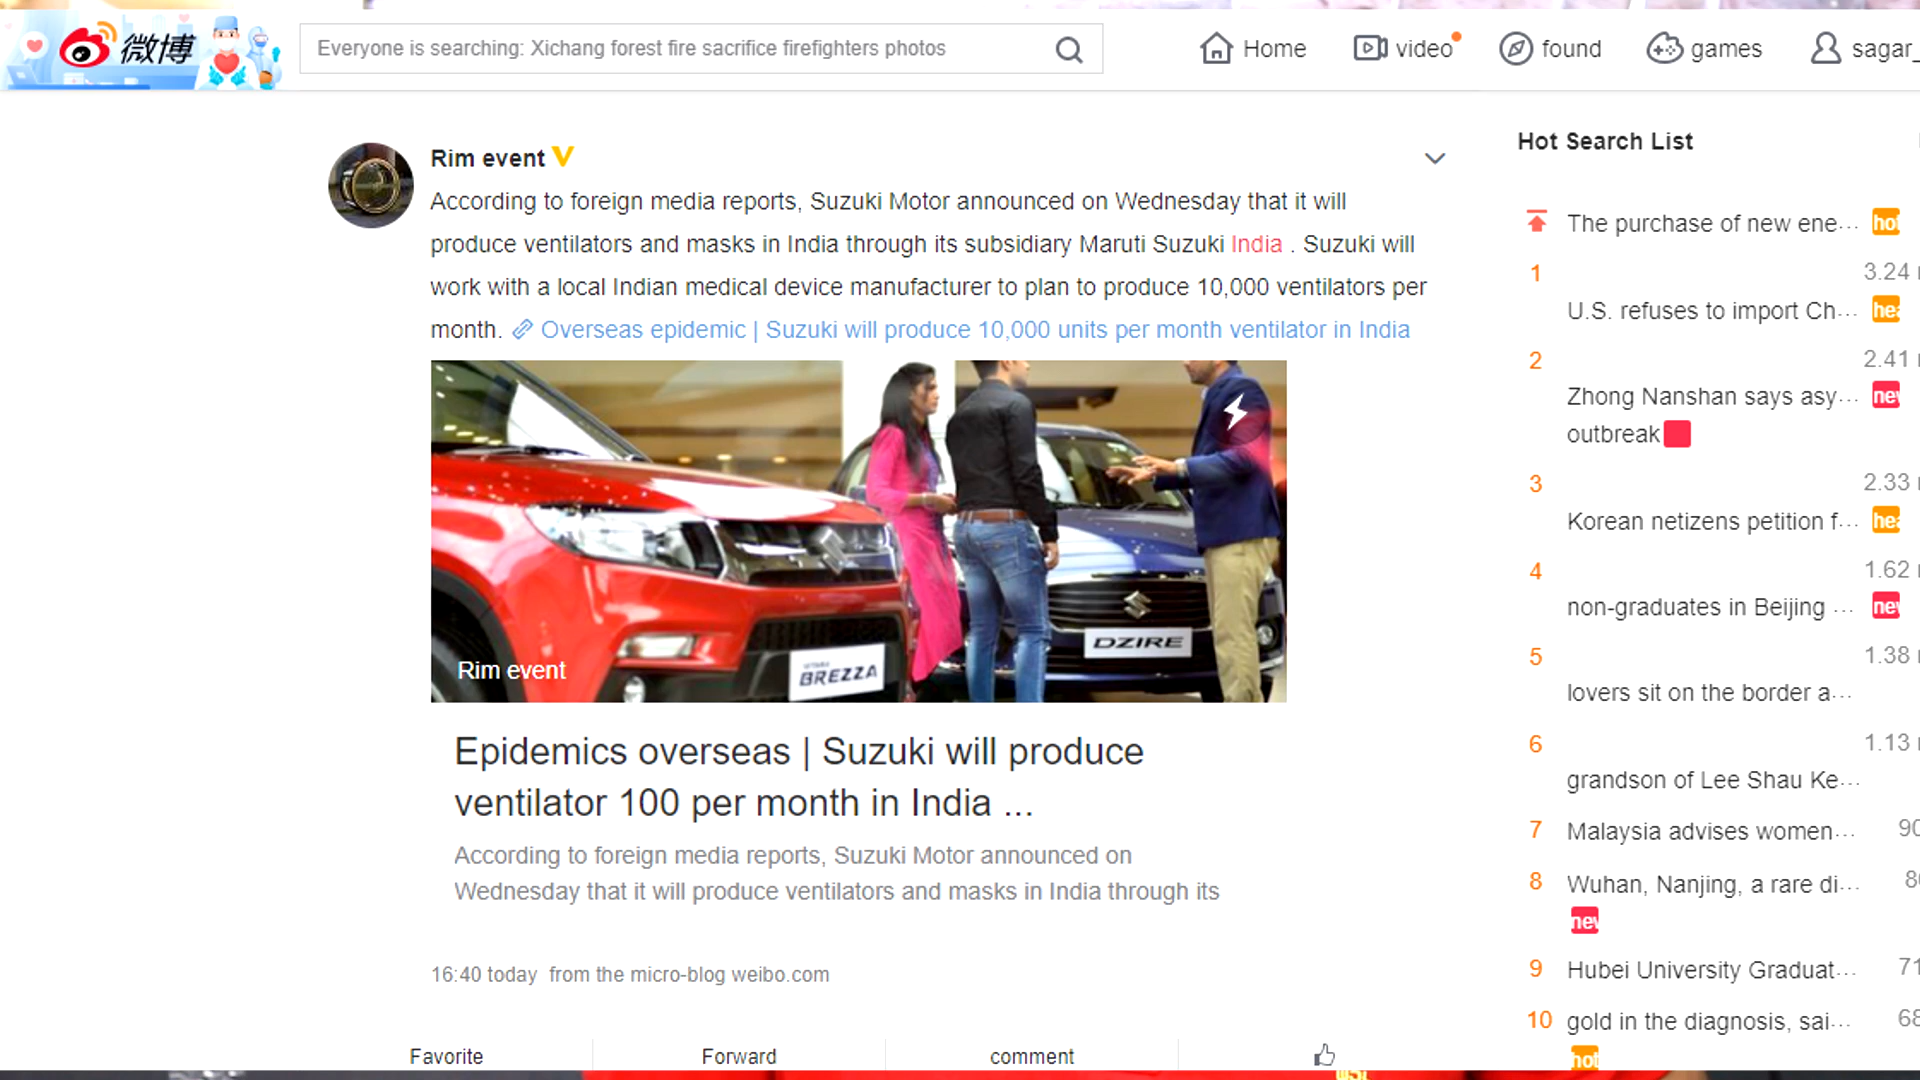 微博
Everyone is searching: Xichang forest fire sacrifice firefighters photos
Home
video
found
games
sagar_
Rim event
According to foreign media reports, Suzuki Motor announced on Wednesday that it will
produce ventilators and masks in India through its subsidiary Maruti Suzuki India . Suzuki will
work with a local Indian medical device manufacturer to plan to produce 10,000 ventilators per
month. Overseas epidemic | Suzuki will produce 10,000 units per month ventilator in India
DZIRE
BREZZA
Rim event
Epidemics overseas | Suzuki will produce
ventilator 100 per month in India ...
According to foreign media reports, Suzuki Motor announced on
Wednesday that it will produce ventilators and masks in India through its
16:40 today from the micro-blog weibo.com
Favorite
Forward
comment
Hot Search List
The purchase of new ene... hot
1
3.24
U.S. refuses to import Ch...
2
2.41
Zhong Nanshan says asy... new
outbreak
3
2.33
Korean netizens petition f...
4
1.62
non-graduates in Beijing ... new
5
1.38
lovers sit on the border a...
6
1.13
grandson of Lee Shau Ke...
7 Malaysia advises women...
8 Wuhan, Nanjing, a rare di...
new
9 Hubei University Graduat...
10 gold in the diagnosis, sai...
hot